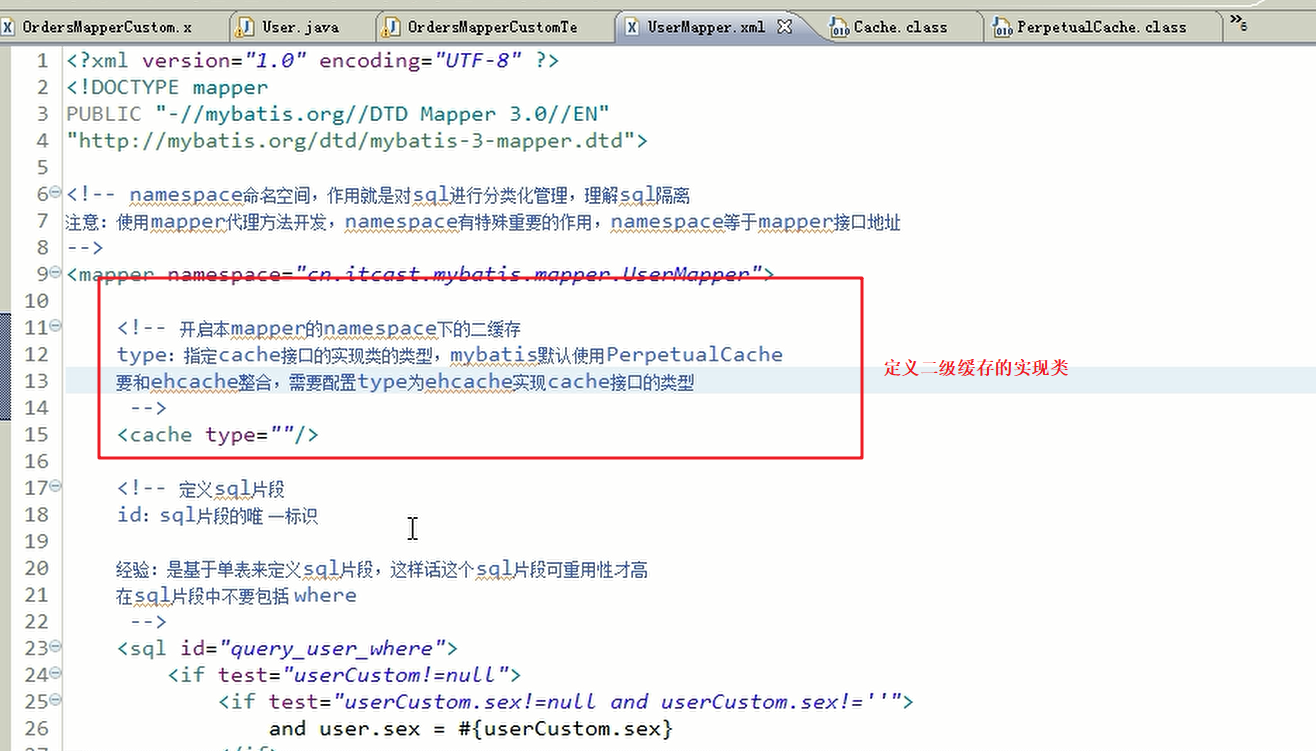 OrdersMapperCustom.x User.java OrdersMapperCustomTe UserMapper.xml Cache.class PerpetualCache.class »6
1 <?xml version="1.0" encoding="UTF-8" ?>
2 <!DOCTYPE mapper
3 PUBLIC "-//mybatis.org//DTD Mapper 3.0//EN"
4 "http://mybatis.org/dtd/mybatis-3-mapper.dtd">
5
6 <!-- namespace命名空间，作用就是对sql进行分类化管理，理解sql隔离
7 注意：使用mapper代理方法开发，namespace有特殊重要的作用，namespace等于mapper接口地址
8 -->
9 <mapper namespace="cn.itcast.mybatis.mapper.UserMapper">
10
11 <!-- 开启本mapper的namespace下的二缓存
12 type：指定cache接口的实现类的类型，mybatis默认使用PerpetualCache
13 要和ehcache整合，需要配置type为ehcache实现cache接口的类型
定义二级缓存的实现类
14 -->
15 <cache type=""/>
16
17 <!-- 定义sql片段
18 id：sql片段的唯 一标识
19
20 经验：是基于单表来定义sql片段，这样话这个sql片段可重用性才高
21 在sql片段中不要包括 where
22 -->
23 <sql id="query_user_where">
24 <if test="userCustom!=null">
25 <if test="userCustom.sex!=null and userCustom.sex!=''">
26 and user.sex = #{userCustom.sex}
27 </if>